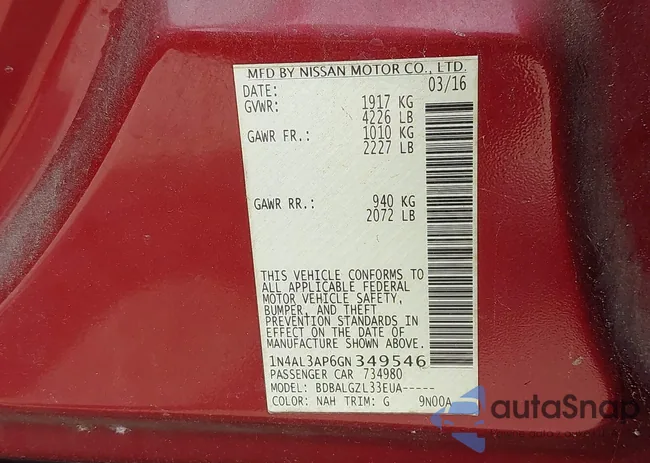 MFD BY NISSAN MOTOR CO., LTD.
DATE: 03/16
GVWR: 1917 KG
4226 LB
GAWR FR.: 1010 KG
2227 LB
GAWR RR.: 940 KG
2072 LB
THIS VEHICLE CONFORMS TO
ALL APPLICABLE FEDERAL
MOTOR VEHICLE SAFETY,
BUMPER, AND THEFT
PREVENTION STANDARDS IN
EFFECT ON THE DATE OF
MANUFACTURE SHOWN ABOVE.
1N4AL3AP6GN349546
PASSENGER CAR 734980
MODEL: BDBALGZL33EUA-----
COLOR: NAH TRIM: G 9N00A
autoSnap